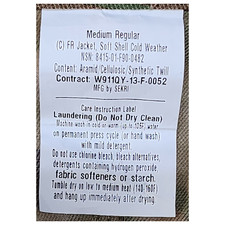 Medium Regular
(C) FR Jacket, Soft Shell Cold Weather
NSN: 8415-01-F90-0482
Content: Aramid/Cellulosic/Synthetic Twill
Contract: W911QY-13-F-0052
MFG by SEKRI
Care Instruction Label
Laundering (Do Not Dry Clean)
Machine wash in cold or warm (up to 105F), water
on permanent press cycle (or hand wash)
with mild detergent.
Do not use chlorine bleach, bleach alternatives,
detergents containing hydrogen peroxide.
fabric softeners or starch.
Tumble dry on low to medium heat (140-160F)
and hang up immediately after drying.